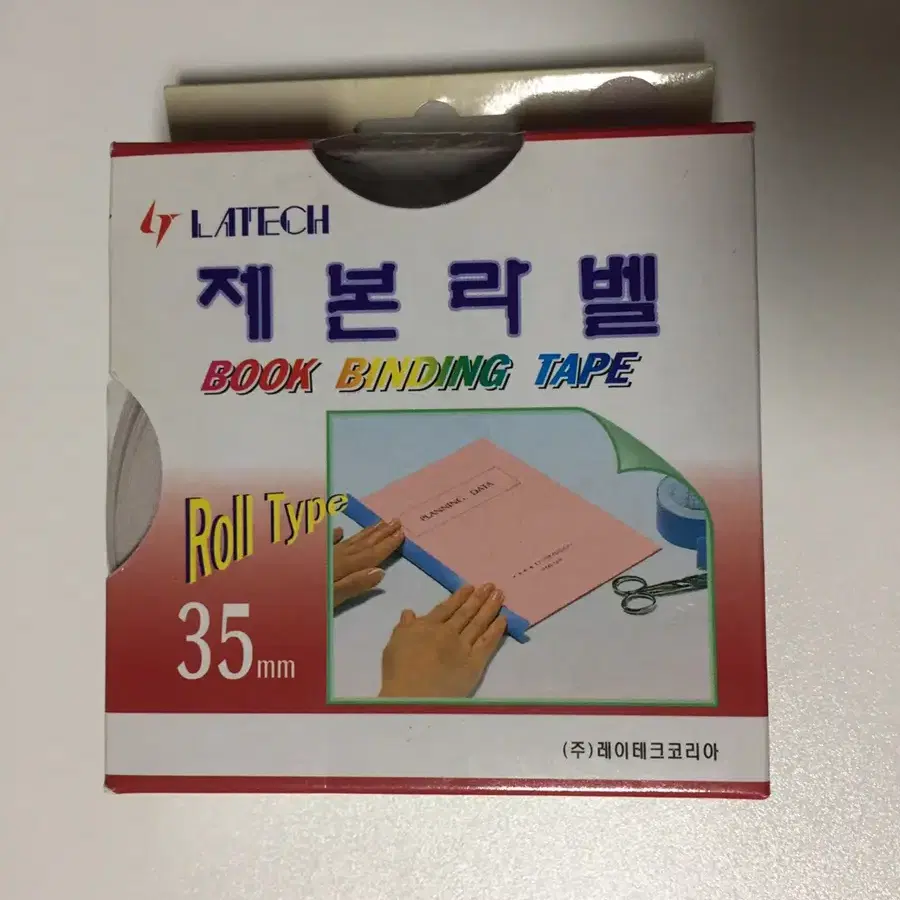 LATECH
제본라벨
BOOK BINDING TAPE
Roll Type
PLANNING DATA
35mm
(주)레이테크코리아